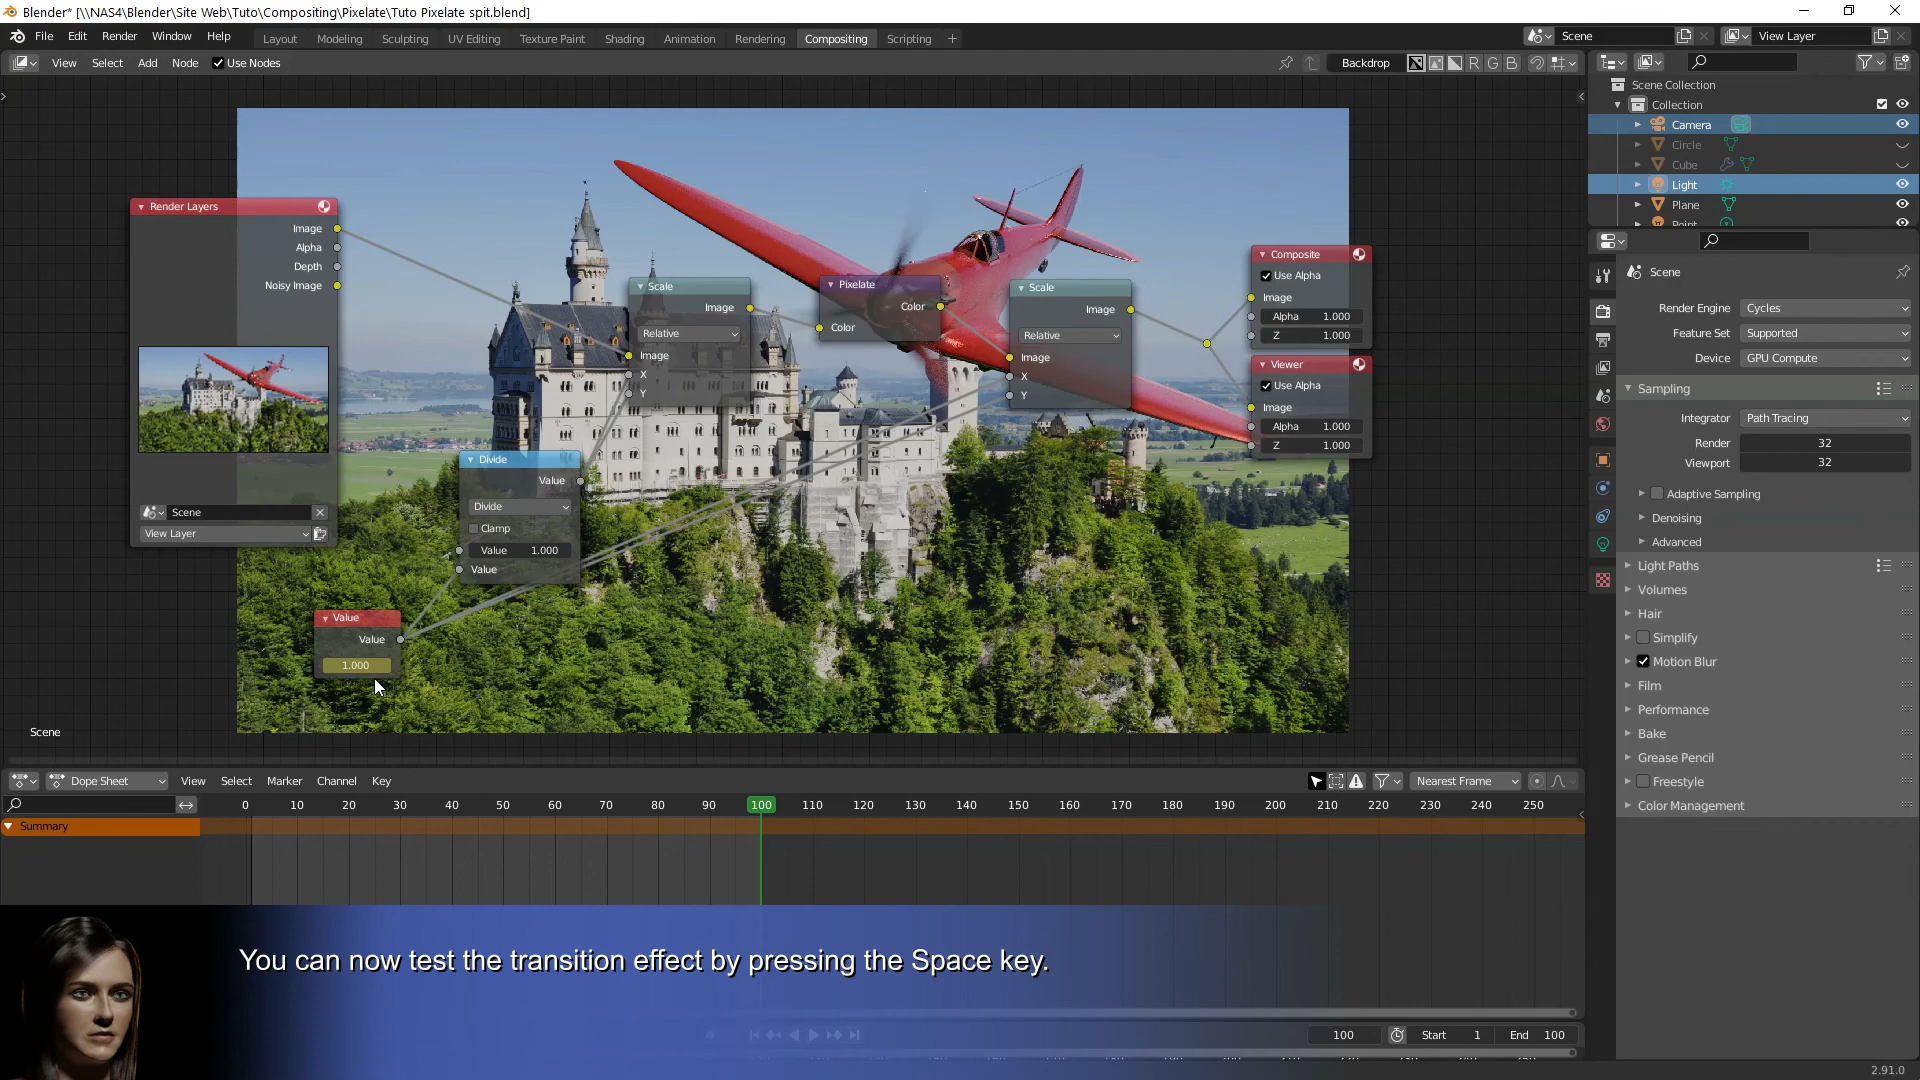 Blender* [\\NAS4\Blender\Site Web\Tuto\Compositing\Pixelate\Tuto Pixelate spit.blend]
File Edit Render Window Help
Layout Modeling Sculpting UV Editing Texture Paint Shading Animation Rendering Compositing Scripting +
Scene
View Layer
View Select Add Node Use Nodes
Backdrop
R G B
Scene Collection
Collection
Camera
Circle
Cube
Light
Plane
Point
Render Layers
Image
Alpha
Depth
Noisy Image
Scene
View Layer
Scale
Image
Relative
Image
X
Y
Pixelate
Color
Color
Scale
Image
Relative
Image
X
Y
Composite
Use Alpha
Image
Alpha 1.000
Z 1.000
Viewer
Use Alpha
Image
Alpha 1.000
Z 1.000
Divide
Value
Divide
Clamp
Value 1.000
Value
Value
Value
1.000
Scene
Scene
Render Engine Cycles
Feature Set Supported
Device GPU Compute
Sampling
Integrator Path Tracing
Render 32
Viewport 32
Adaptive Sampling
Denoising
Advanced
Light Paths
Volumes
Hair
Simplify
Motion Blur
Film
Performance
Bake
Grease Pencil
Freestyle
Color Management
Dope Sheet View Select Marker Channel Key
Nearest Frame
0 10 20 30 40 50 60 70 80 90 100 110 120 130 140 150 160 170 180 190 200 210 220 230 240 250
Summary
You can now test the transition effect by pressing the Space key.
100 Start 1 End 100
2.91.0